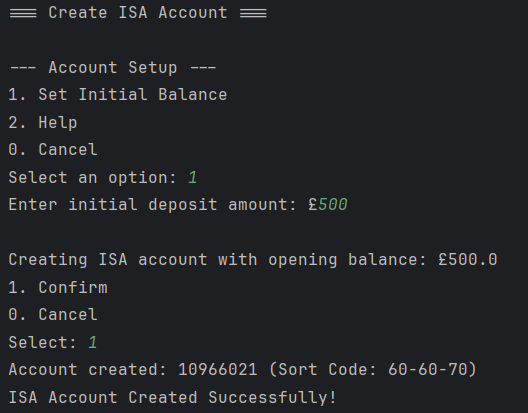 === Create ISA Account ===
--- Account Setup ---
1. Set Initial Balance
2. Help
0. Cancel
Select an option: 1
Enter initial deposit amount: £500
Creating ISA account with opening balance: £500.0
1. Confirm
0. Cancel
Select: 1
Account created: 10966021 (Sort Code: 60-60-70)
ISA Account Created Successfully!